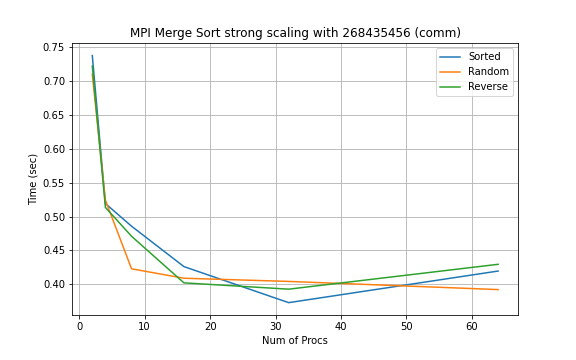 MPI Merge Sort strong scaling with 268435456 (comm)
Sorted
Random
Reverse
0.75
0.70
0.65
0.60
0.55
0.50
0.45
0.40
Time (sec)
0 10 20 30 40 50 60
Num of Procs